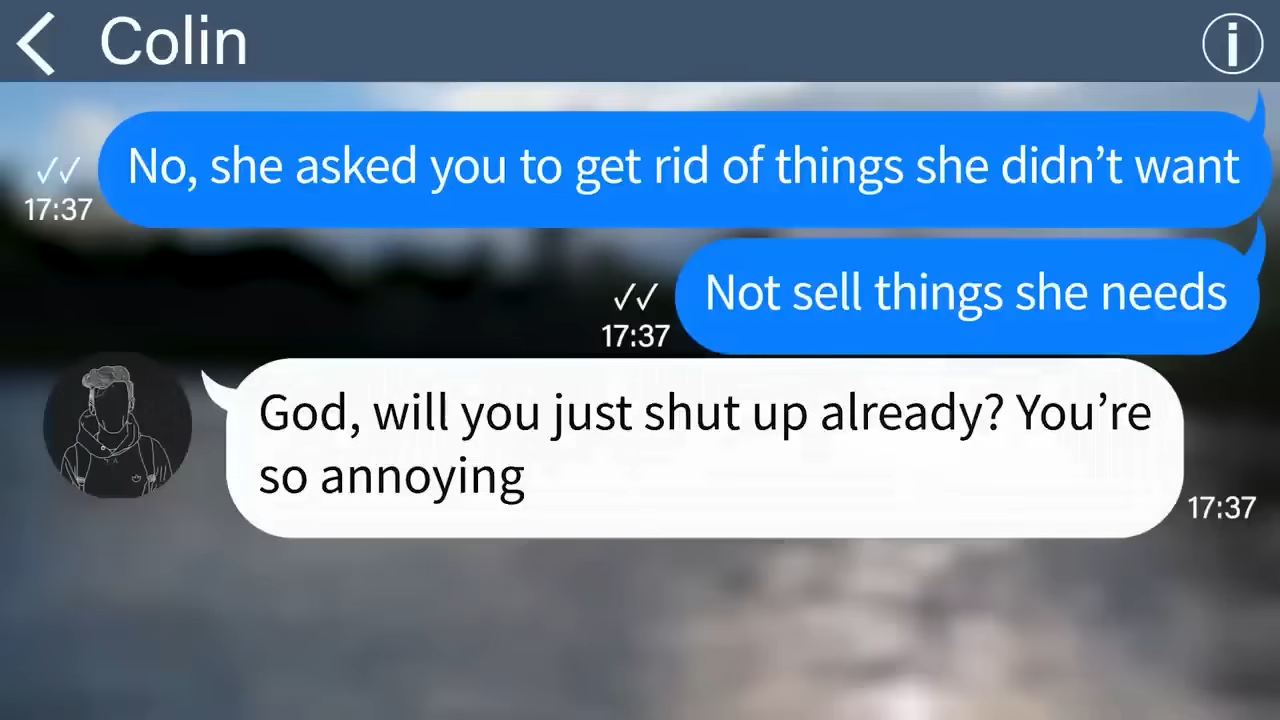 Colin
No, she asked you to get rid of things she didn’t want
17:37
Not sell things she needs
17:37
God, will you just shut up already? You’re
so annoying
17:37